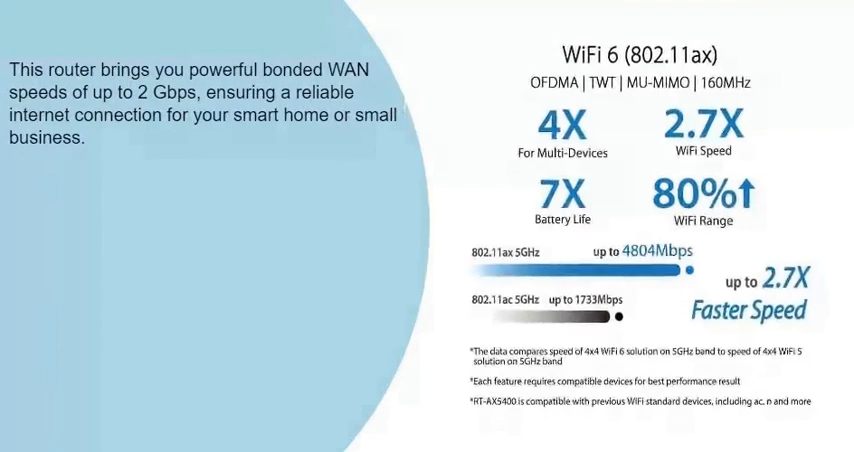 This router brings you powerful bonded WAN
speeds of up to 2 Gbps, ensuring a reliable
internet connection for your smart home or small
business.
WiFi 6 (802.11ax)
OFDMA | TWT | MU-MIMO | 160MHz
4X
For Multi-Devices
2.7X
WiFi Speed
7X
Battery Life
80%↑
WiFi Range
802.11ax 5GHz up to 4804Mbps
802.11ac 5GHz up to 1733Mbps
up to 2.7X
Faster Speed
*The data compares speed of 4x4 WiFi 6 solution on 5GHz band to speed of 4x4 WiFi 5
solution on 5GHz band
*Each feature requires compatible devices for best performance result
*RT-AX5400 is compatible with previous WiFi standard devices, including ac, n and more